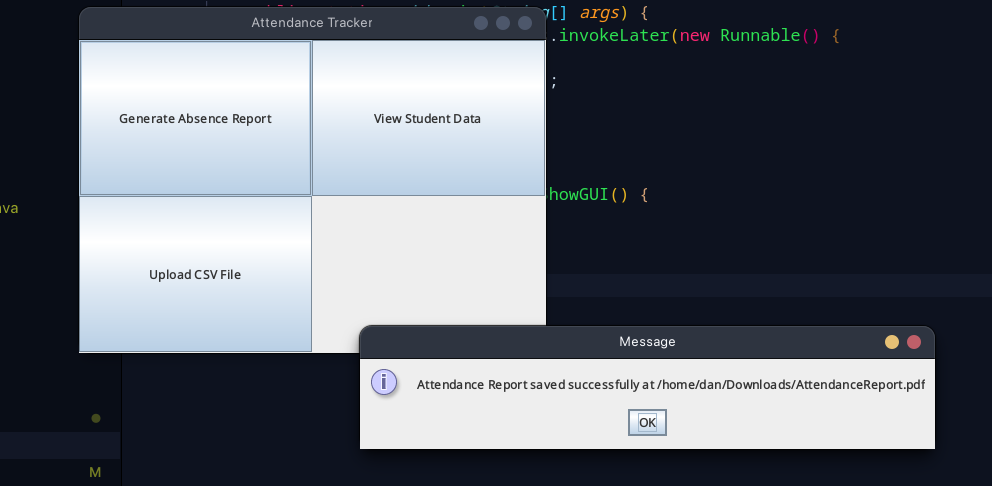 Attendance Tracker
[] args) {
.invokeLater(new Runnable() {
;
Generate Absence Report
View Student Data
howGUI() {
ava
Upload CSV File
Message
i
Attendance Report saved successfully at /home/dan/Downloads/AttendanceReport.pdf
OK
M